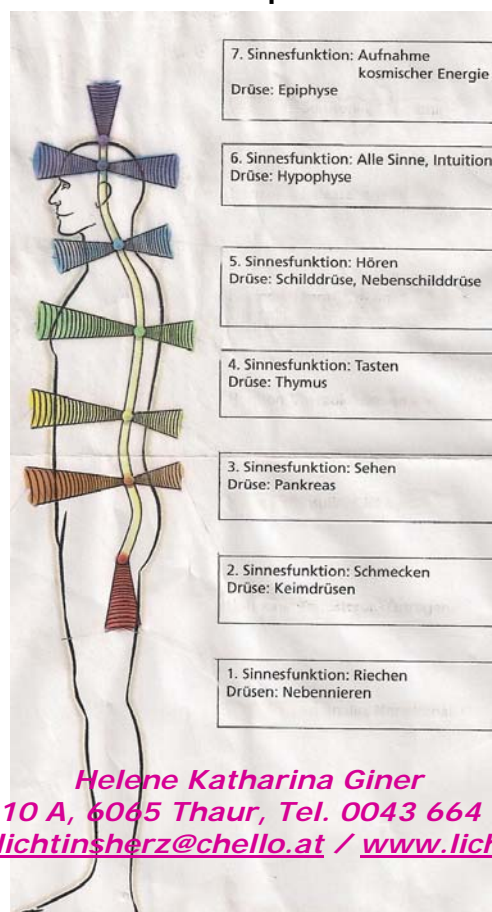 7. Sinnesfunktion: Aufnahme
kosmischer Energie
Drüse: Epiphyse
6. Sinnesfunktion: Alle Sinne, Intuition
Drüse: Hypophyse
5. Sinnesfunktion: Hören
Drüse: Schilddrüse, Nebenschilddrüse
4. Sinnesfunktion: Tasten
Drüse: Thymus
3. Sinnesfunktion: Sehen
Drüse: Pankreas
2. Sinnesfunktion: Schmecken
Drüse: Keimdrüsen
1. Sinnesfunktion: Riechen
Drüsen: Nebennieren
Helene Katharina Giner
10 A, 6065 Thaur, Tel. 0043 664
lichtinsherz@chello.at / www.lich